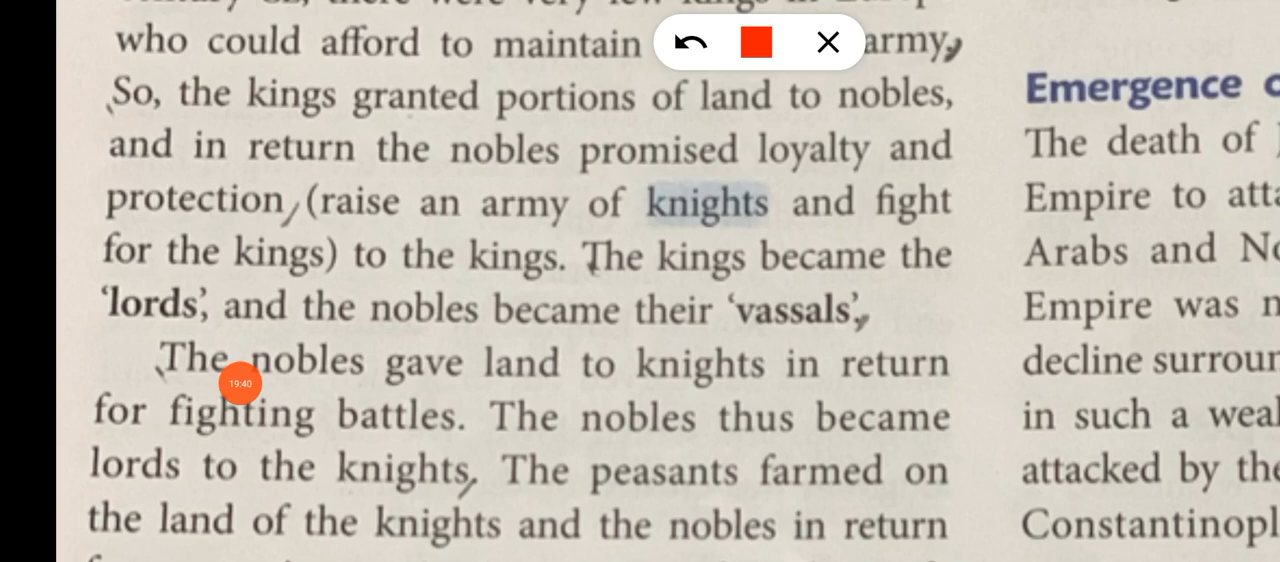 who could afford to maintain army,
So, the kings granted portions of land to nobles,
and in return the nobles promised loyalty and
protection (raise an army of knights and fight
for the kings) to the kings. The kings became the
‘lords’, and the nobles became their ‘vassals’.
The nobles gave land to knights in return
19:40
for fighting battles. The nobles thus became
lords to the knights. The peasants farmed on
the land of the knights and the nobles in return
Emergence
The death of
Empire to
Arabs and
Empire was
decline
in such a
attacked by